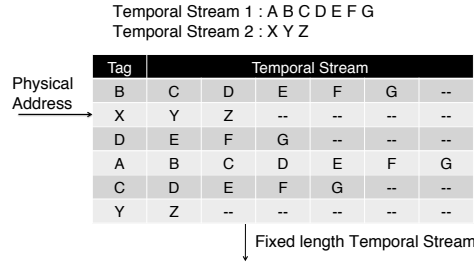 Temporal Stream 1 : A B C D E F G
Temporal Stream 2 : X Y Z
Physical
Address
Tag Temporal Stream
B C D E F G --
X Y Z -- -- -- --
D E F G -- -- --
A B C D E F G
C D E F G -- --
Y Z -- -- -- -- --
Fixed length Temporal Stream